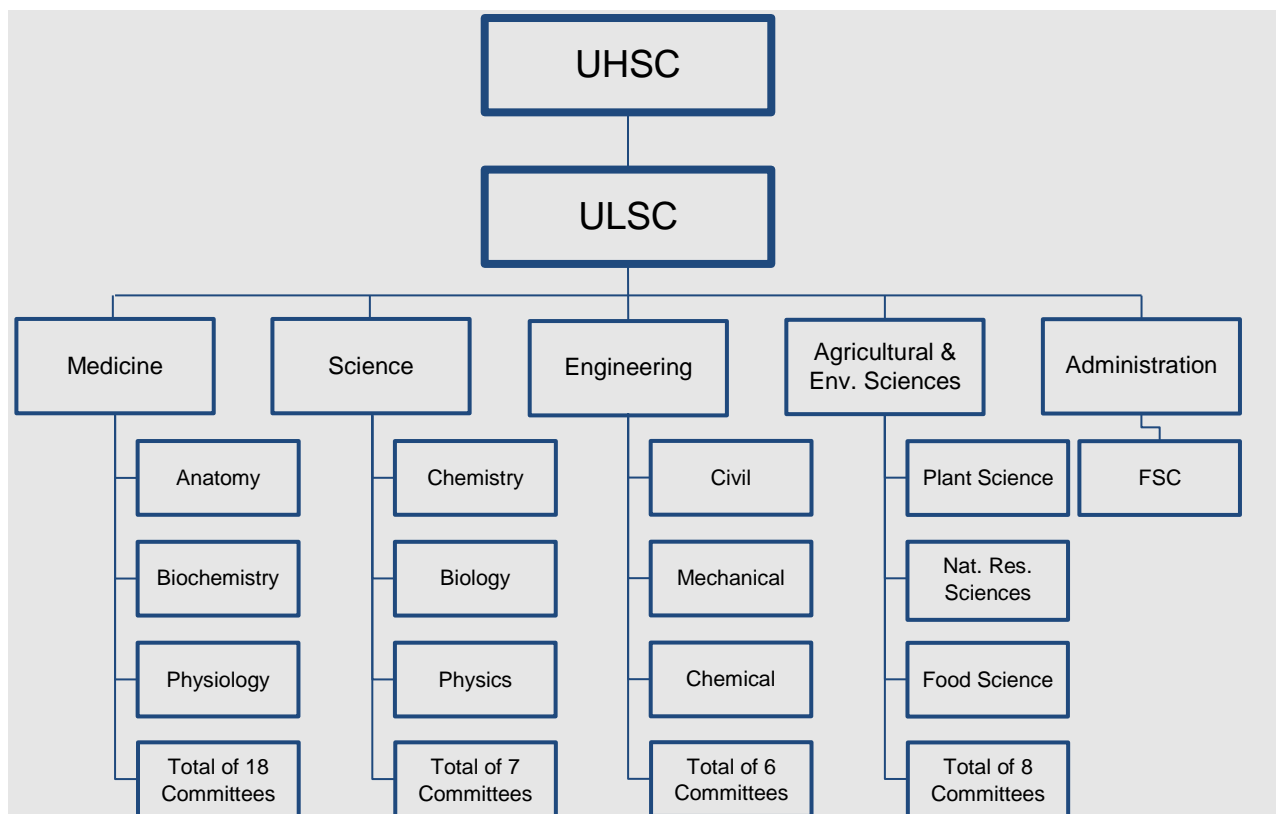 UHSC
ULSC
Medicine
Science
Engineering
Agricultural &
Env. Sciences
Administration
Anatomy
Chemistry
Civil
Plant Science
FSC
Biochemistry
Biology
Mechanical
Nat. Res.
Sciences
Physiology
Physics
Chemical
Food Science
Total of 18
Committees
Total of 7
Committees
Total of 6
Committees
Total of 8
Committees